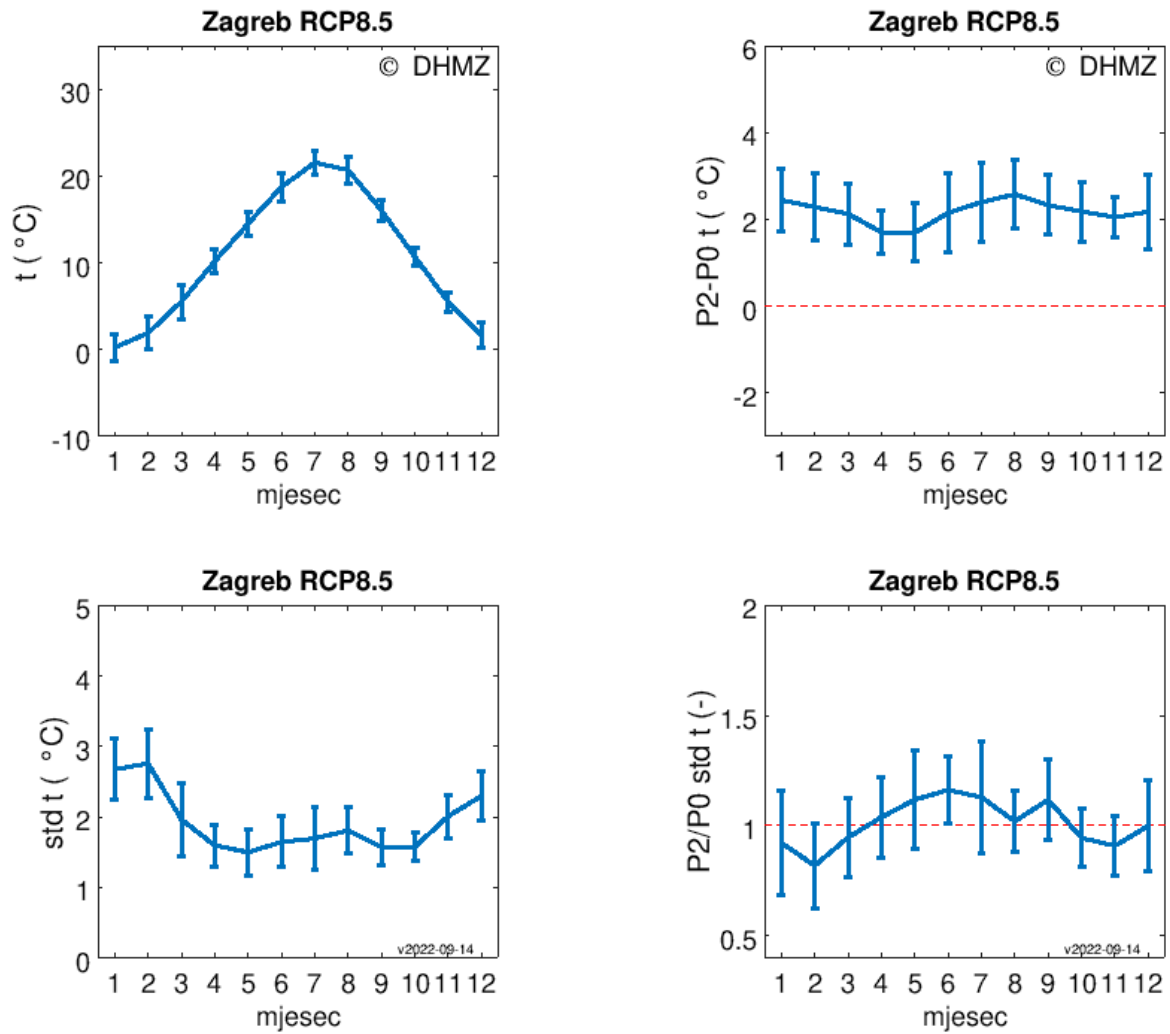 Zagreb RCP8.5
© DHMZ
t ( °C)
30
20
10
0
-10
1 2 3 4 5 6 7 8 9 10 11 12
mjesec
Zagreb RCP8.5
© DHMZ
P2-P0 t ( °C)
6
4
2
0
-2
1 2 3 4 5 6 7 8 9 10 11 12
mjesec
Zagreb RCP8.5
std t ( °C)
5
4
3
2
1
0
v2022-09-14
1 2 3 4 5 6 7 8 9 10 11 12
mjesec
Zagreb RCP8.5
P2/P0 std t (-)
2
1.5
1
0.5
v2022-09-14
1 2 3 4 5 6 7 8 9 10 11 12
mjesec